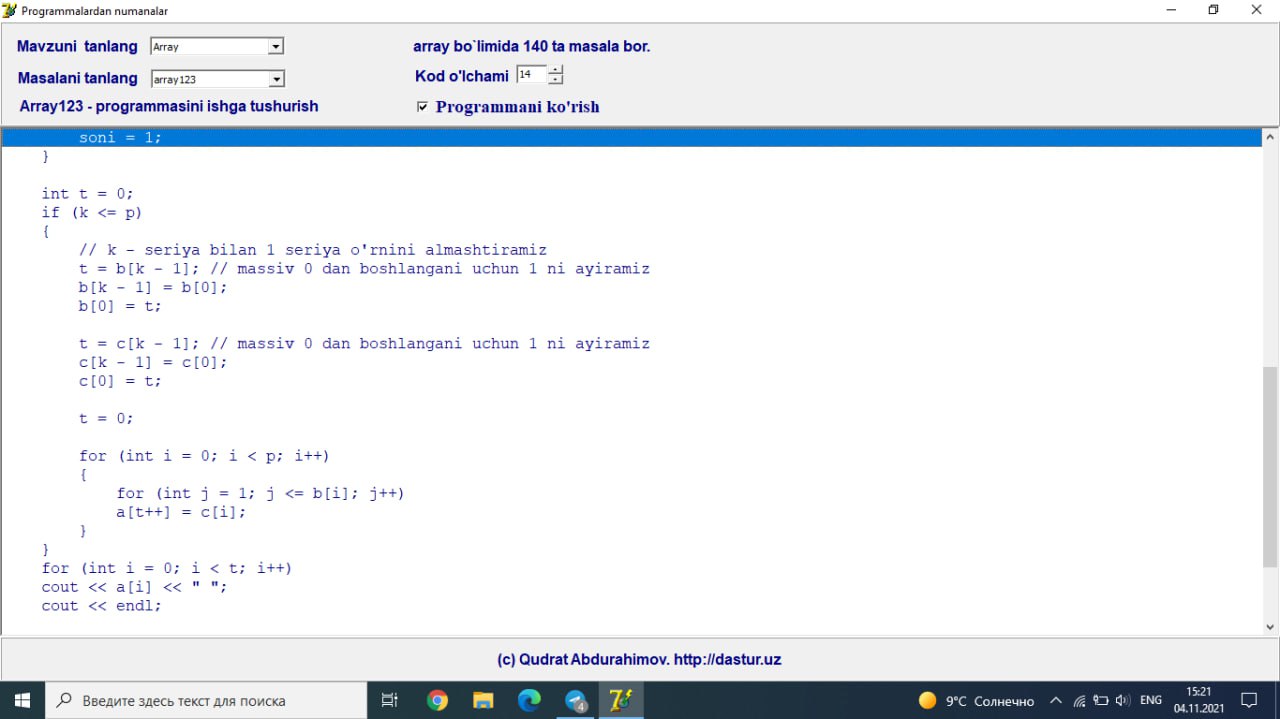 Programmalardan numanalar
Mavzuni tanlang Array array bo`limida 140 ta masala bor.
Masalani tanlang array123 Kod o'lchami 14
Array123 - programmasini ishga tushurish Programmani ko'rish
soni = 1;
}
int t = 0;
if (k <= p)
{
// k - seriya bilan 1 seriya o'rnini almashtiramiz
t = b[k - 1]; // massiv 0 dan boshlangani uchun 1 ni ayiramiz
b[k - 1] = b[0];
b[0] = t;
t = c[k - 1]; // massiv 0 dan boshlangani uchun 1 ni ayiramiz
c[k - 1] = c[0];
c[0] = t;
t = 0;
for (int i = 0; i < p; i++)
{
for (int j = 1; j <= b[i]; j++)
a[t++] = c[i];
}
}
for (int i = 0; i < t; i++)
cout << a[i] << " ";
cout << endl;
(c) Qudrat Abdurahimov. http://dastur.uz
Введите здесь текст для поиска 4 9°C Солнечно ENG 15:21
04.11.2021